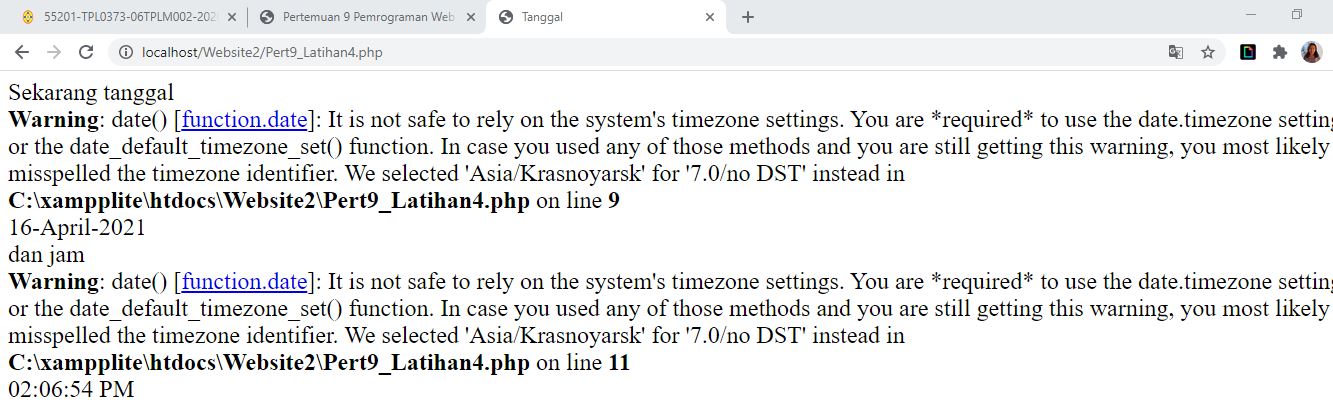 55201-TPL0373-06TPLM002-202
Pertemuan 9 Pemrograman Web
Tanggal
localhost/Website2/Pert9_Latihan4.php
Sekarang tanggal
Warning: date() [function.date]: It is not safe to rely on the system's timezone settings. You are *required* to use the date.timezone setting
or the date_default_timezone_set() function. In case you used any of those methods and you are still getting this warning, you most likely
misspelled the timezone identifier. We selected 'Asia/Krasnoyarsk' for '7.0/no DST' instead in
C:\xampplite\htdocs\Website2\Pert9_Latihan4.php on line 9
16-April-2021
dan jam
Warning: date() [function.date]: It is not safe to rely on the system's timezone settings. You are *required* to use the date.timezone setting
or the date_default_timezone_set() function. In case you used any of those methods and you are still getting this warning, you most likely
misspelled the timezone identifier. We selected 'Asia/Krasnoyarsk' for '7.0/no DST' instead in
C:\xampplite\htdocs\Website2\Pert9_Latihan4.php on line 11
02:06:54 PM